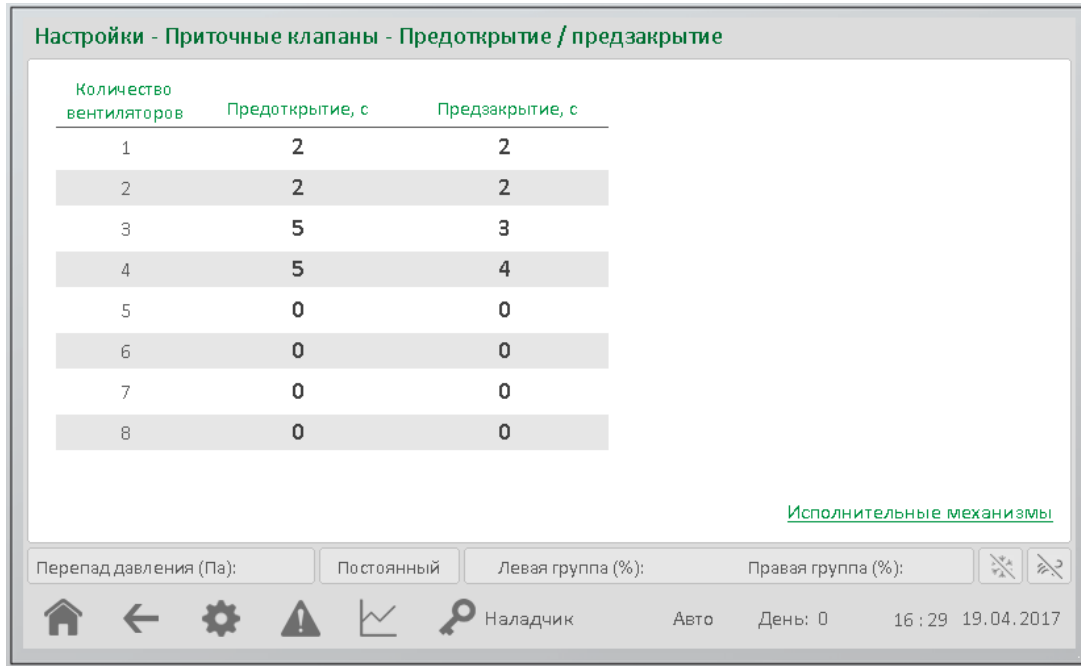 Настройки - Приточные клапаны - Предоткрытие / предзакрытие
Количество
вентиляторов Предоткрытие, с Предзакрытие, с
1 2 2
2 2 2
3 5 3
4 5 4
5 0 0
6 0 0
7 0 0
8 0 0
Исполнительные механизмы
Перепад давления (Па): Постоянный Левая группа (%): Правая группа (%):
Наладчик Авто День: 0 16 : 29 19.04.2017